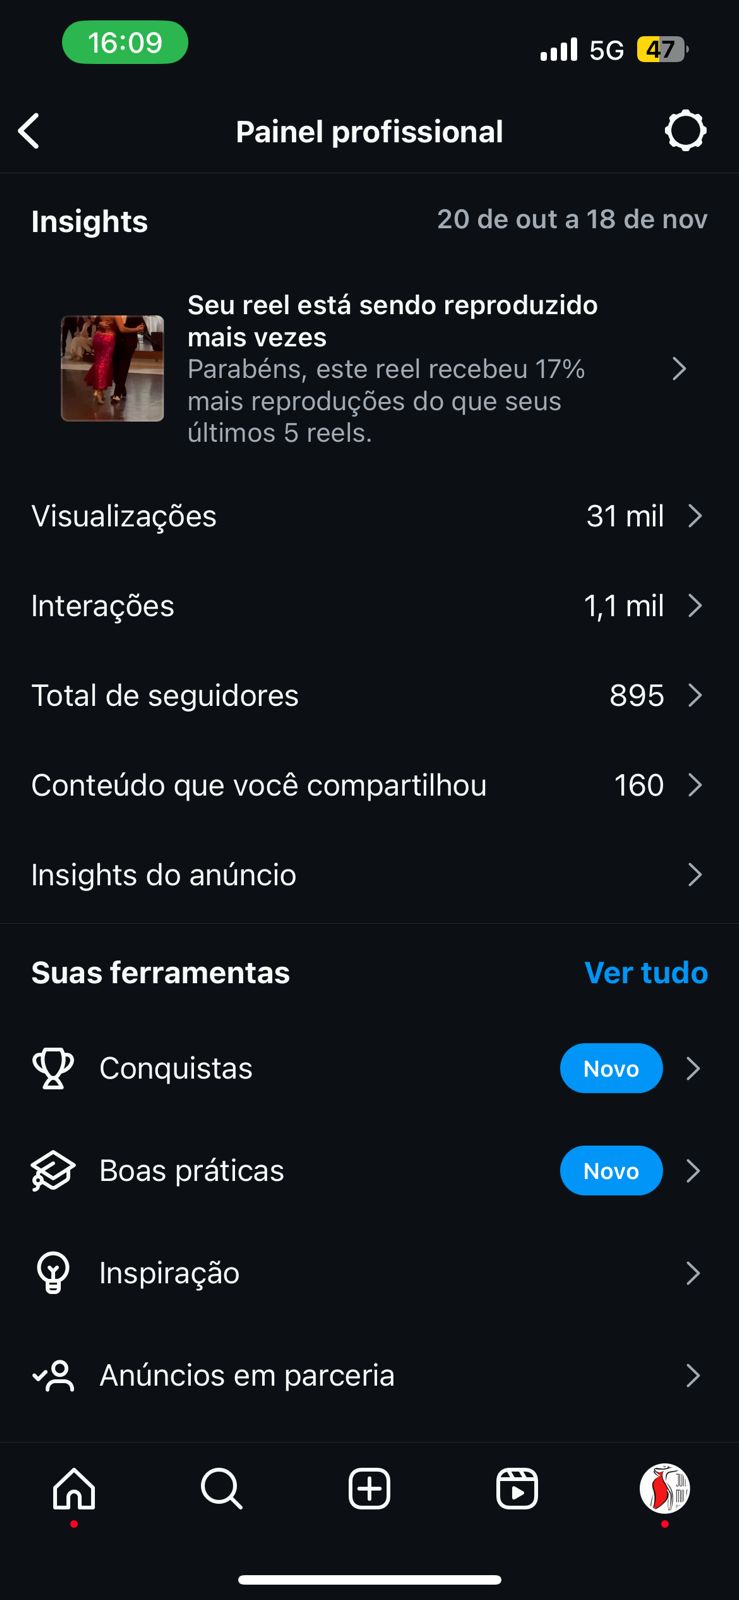 16:09
5G 47
Painel profissional
Insights
20 de out a 18 de nov
Seu reel está sendo reproduzido
mais vezes
Parabéns, este reel recebeu 17%
mais reproduções do que seus
últimos 5 reels.
Visualizações 31 mil
Interações 1,1 mil
Total de seguidores 895
Conteúdo que você compartilhou 160
Insights do anúncio
Suas ferramentas Ver tudo
Conquistas Novo
Boas práticas Novo
Inspiração
Anúncios em parceria